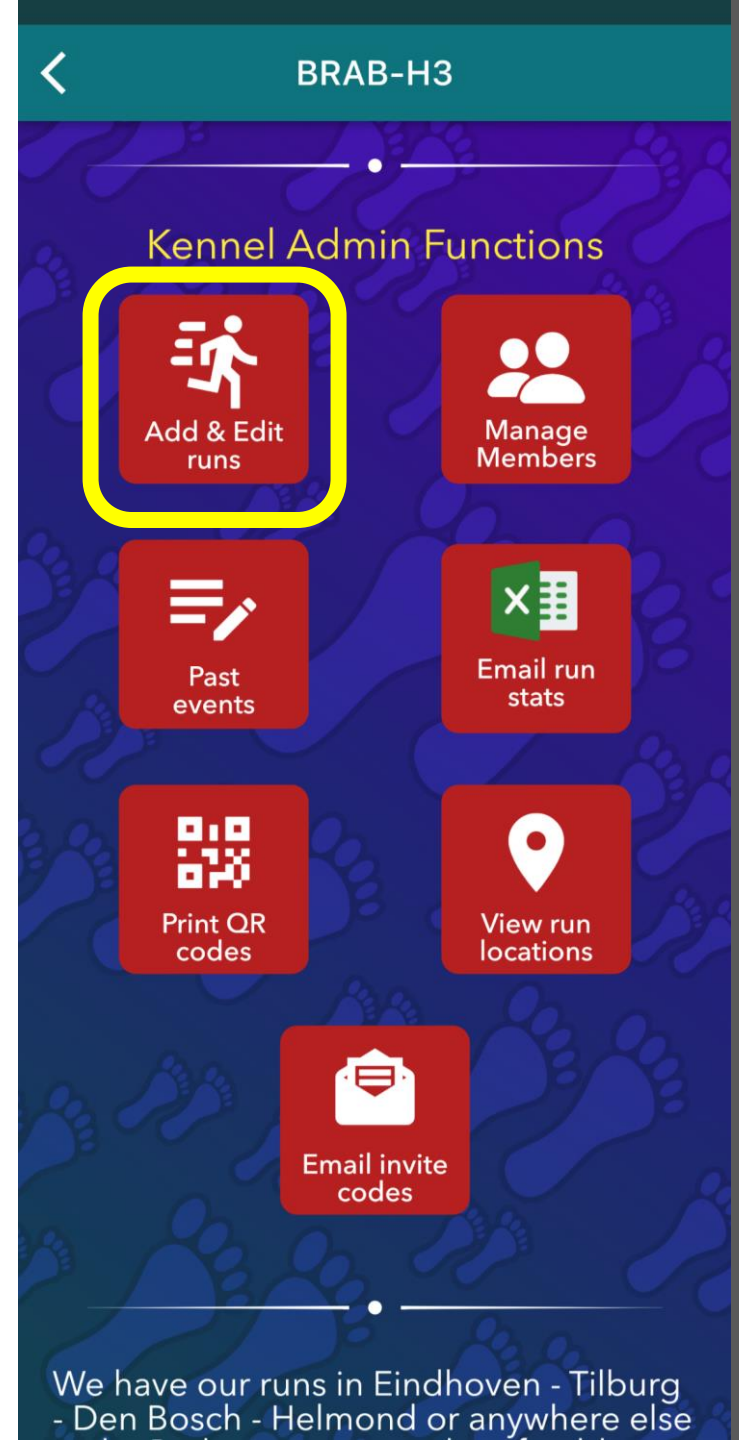 BRAB-H3
Kennel Admin Functions
Add & Edit
runs
Manage
Members
Past
events
Email run
stats
Print QR
codes
View run
locations
Email invite
codes
We have our runs in Eindhoven - Tilburg
- Den Bosch - Helmond or anywhere else